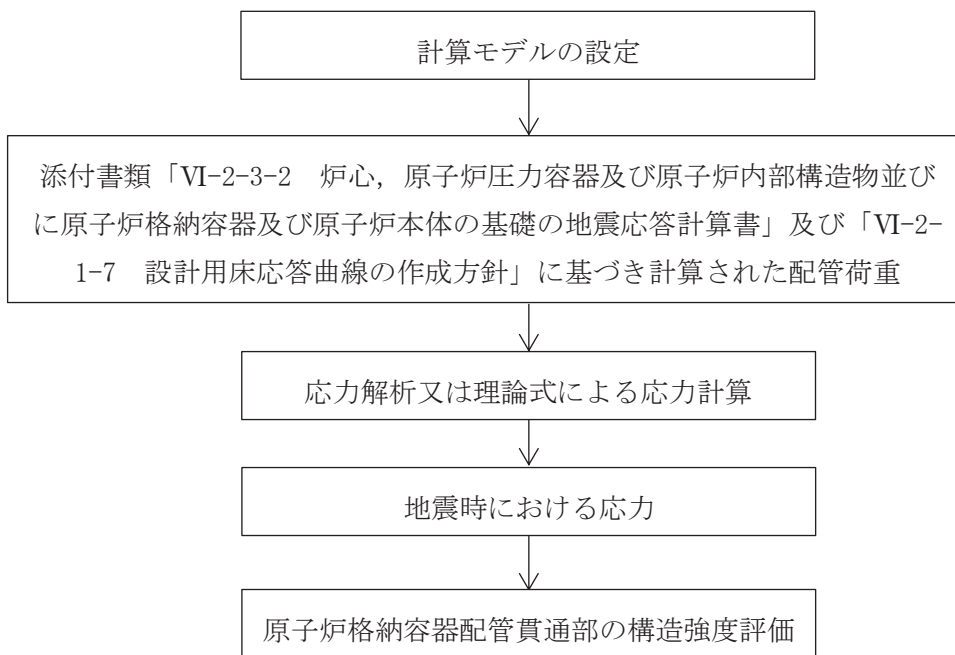 計算モデルの設定
添付書類「Ⅵ-2-3-2　炉心，原子炉圧力容器及び原子炉内部構造物並び
に原子炉格納容器及び原子炉本体の基礎の地震応答計算書」及び「Ⅵ-2-
1-7　設計用床応答曲線の作成方針」に基づき計算された配管荷重
応力解析又は理論式による応力計算
地震時における応力
原子炉格納容器配管貫通部の構造強度評価